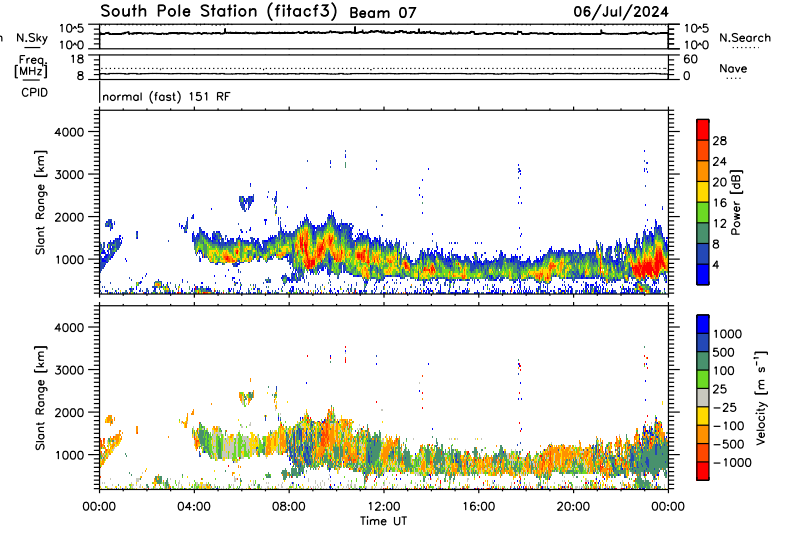 South Pole Station (fitacf3) Beam 07 06/Jul/2024
N.Sky 10^5 10^0 10^5 10^0 N.Search
Freq. [MHz] 18 8 60 0 Nave
CPID normal (fast) 151 RF
Slant Range [km] 4000 3000 2000 1000
28 24 20 16 12 8 4 Power [dB]
Slant Range [km] 4000 3000 2000 1000
1000 500 100 25 −25 −100 −500 −1000 Velocity [m s⁻¹]
00:00 04:00 08:00 12:00 16:00 20:00 00:00
Time UT